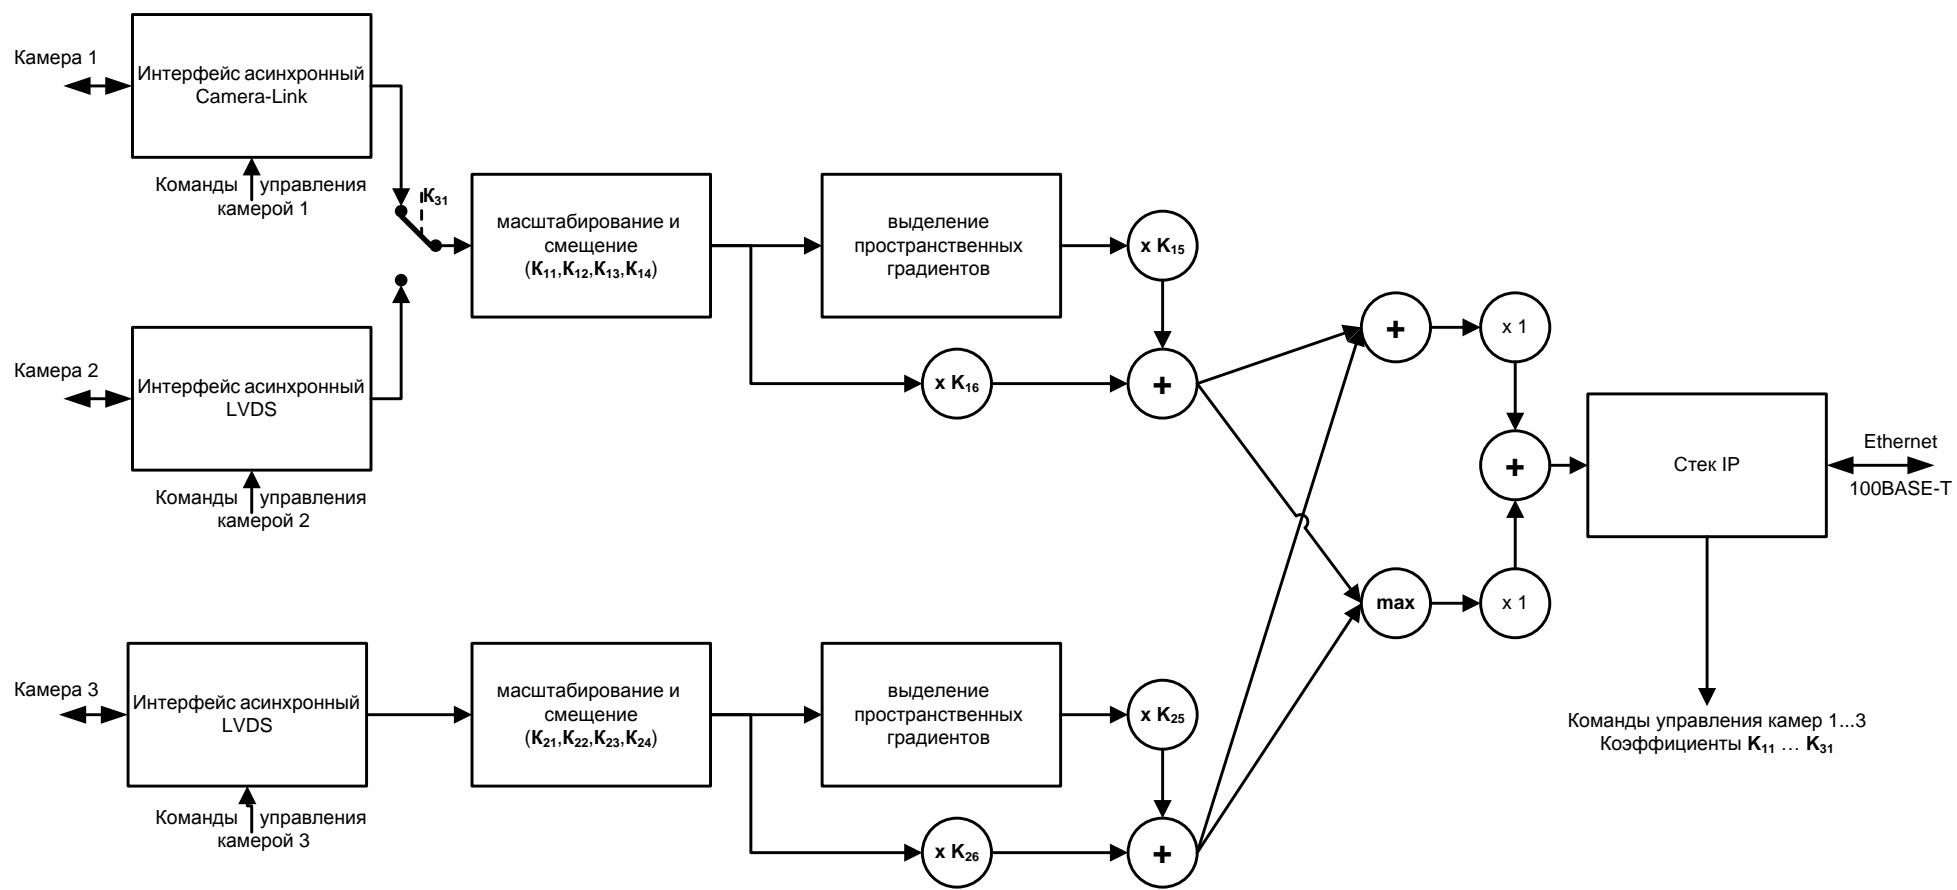 Камера 1
Интерфейс асинхронный
Camera-Link
Команды управления
камерой 1
K31
масштабирование и
смещение
(K11,K12,K13,K14)
выделение
пространственных
градиентов
x K15
x K16
+
Камера 2
Интерфейс асинхронный
LVDS
Команды управления
камерой 2
+
x 1
+
max
x 1
Стек IP
Ethernet
100BASE-T
Команды управления камер 1...3
Коэффициенты K11 ... K31
Камера 3
Интерфейс асинхронный
LVDS
Команды управления
камерой 3
масштабирование и
смещение
(K21,K22,K23,K24)
выделение
пространственных
градиентов
x K25
x K26
+